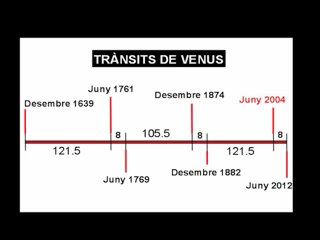 TRÀNSITS DE VENUS
Juny 1761
Desembre 1874
Juny 2004
Desembre 1639
8
105.5
8
8
121.5
121.5
Juny 1769
Desembre 1882
Juny 2012